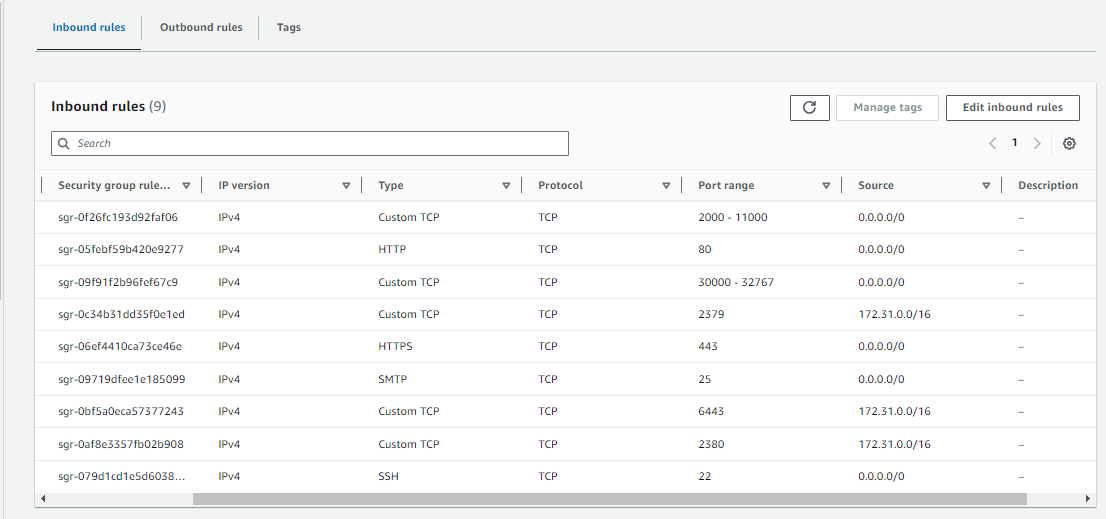 Inbound rules Outbound rules Tags
Inbound rules (9) Manage tags Edit inbound rules
Search 1
Security group rule... IP version Type Protocol Port range Source Description
sgr-0f26fc193d92faf06 IPv4 Custom TCP TCP 2000 - 11000 0.0.0.0/0 –
sgr-05febf59b420e9277 IPv4 HTTP TCP 80 0.0.0.0/0 –
sgr-09f91f2b96fef67c9 IPv4 Custom TCP TCP 30000 - 32767 0.0.0.0/0 –
sgr-0c34b31dd35f0e1ed IPv4 Custom TCP TCP 2379 172.31.0.0/16 –
sgr-06ef4410ca73ce46e IPv4 HTTPS TCP 443 0.0.0.0/0 –
sgr-09719dfee1e185099 IPv4 SMTP TCP 25 0.0.0.0/0 –
sgr-0bf5a0eca57377243 IPv4 Custom TCP TCP 6443 172.31.0.0/16 –
sgr-0af8e3357fb02b908 IPv4 Custom TCP TCP 2380 172.31.0.0/16 –
sgr-079d1cd1e5d6038... IPv4 SSH TCP 22 0.0.0.0/0 –